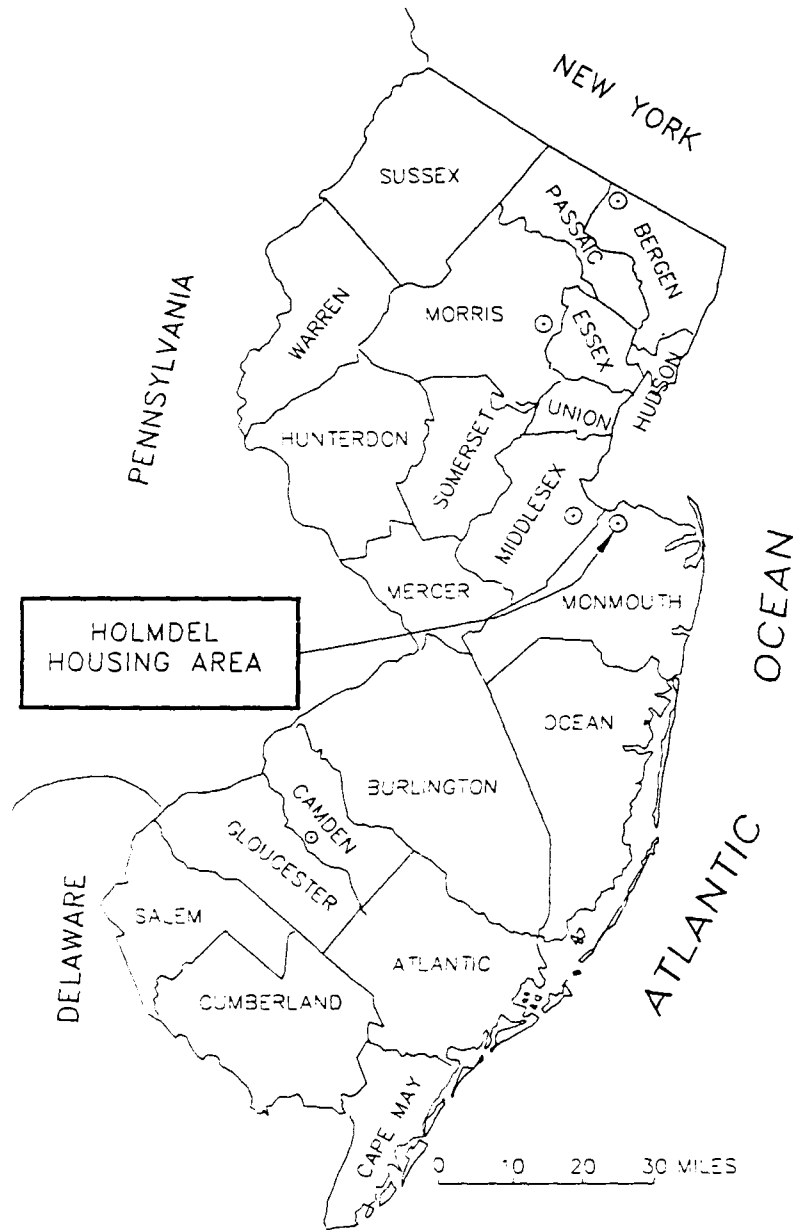 NEW YORK
SUSSEX
PASSAIC
BERGEN
WARREN
MORRIS
ESSEX
HUDSON
PENNSYLVANIA
UNION
HUNTERDON
SOMERSET
MIDDLESEX
MERCER
MONMOUTH
HOLMDEL
HOUSING AREA
OCEAN
OCEAN
BURLINGTON
CAMDEN
GLOUCESTER
ATLANTIC
SALEM
DELAWARE
ATLANTIC
CUMBERLAND
CAPE MAY
0 10 20 30 MILES